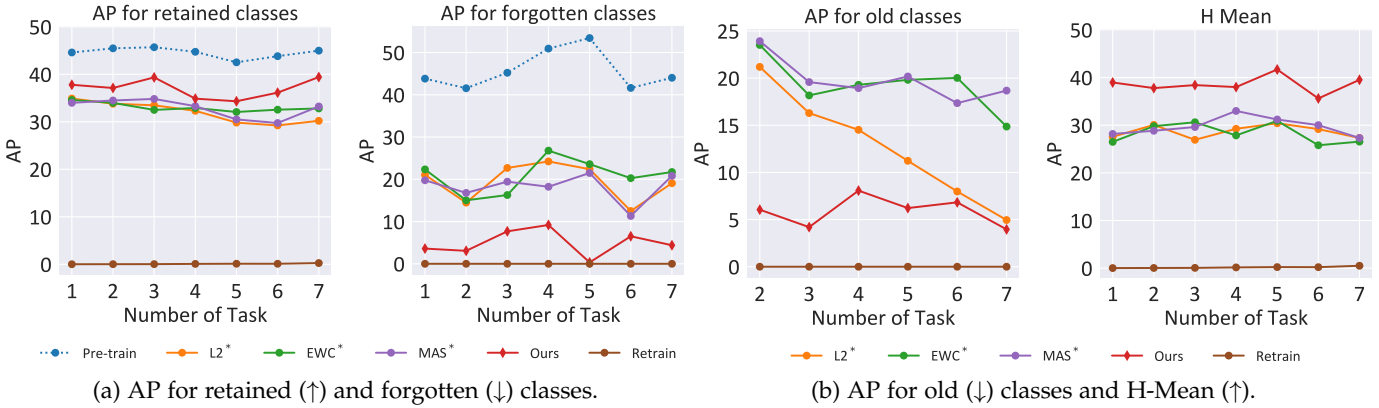 AP for retained classes
AP for forgotten classes
AP for old classes
H Mean
AP
50
40
30
20
10
0
1 2 3 4 5 6 7
Number of Task
AP
50
40
30
20
10
0
1 2 3 4 5 6 7
Number of Task
AP
25
20
15
10
5
0
2 3 4 5 6 7
Number of Task
AP
50
40
30
20
10
0
1 2 3 4 5 6 7
Number of Task
Pre-train L2* EWC* MAS* Ours Retrain
L2* EWC* MAS* Ours Retrain
(a) AP for retained (↑) and forgotten (↓) classes.
(b) AP for old (↓) classes and H-Mean (↑).